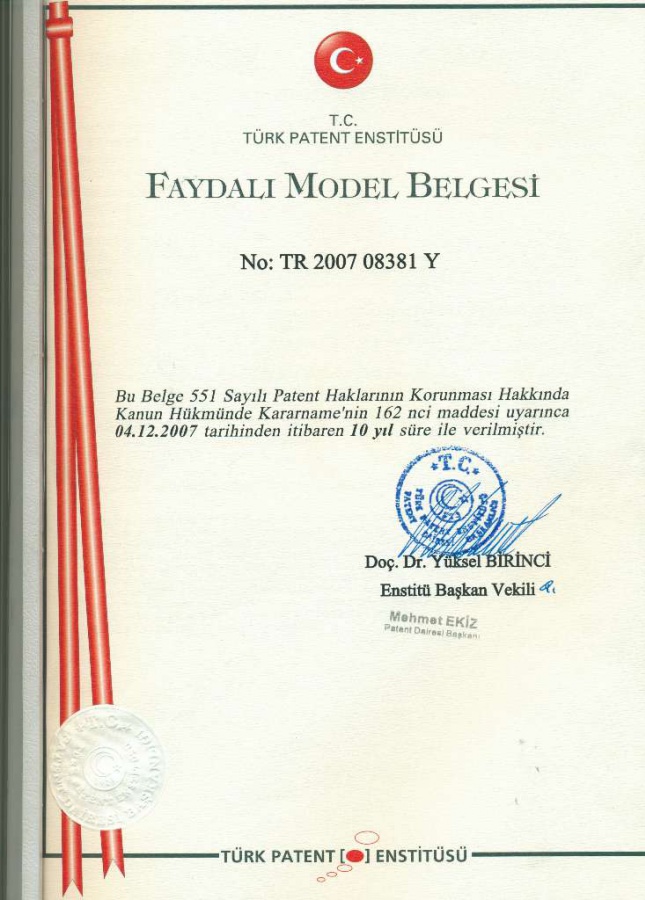 T.C.
TÜRK PATENT ENSTİTÜSÜ
FAYDALI MODEL BELGESİ
No: TR 2007 08381 Y
Bu Belge 551 Sayılı Patent Haklarının Korunması Hakkında
Kanun Hükmünde Kararname'nin 162 nci maddesi uyarınca
04.12.2007 tarihinden itibaren 10 yıl süre ile verilmiştir.
T.C.
Doç. Dr. Yüksel BİRİNCİ
Enstitü Başkan Vekili
Mehmet EKİZ
Patent Dairesi Başkanı
T.C.
TÜRK PATENT [ ] ENSTİTÜSÜ